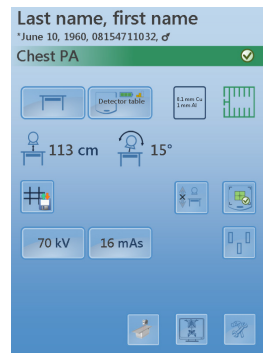 Last name, first name
*June 10, 1960, 08154711032, ♂
Chest PA
Detector table
0.1 mm Cu
1 mm Al
113 cm
15°
70 kV
16 mAs